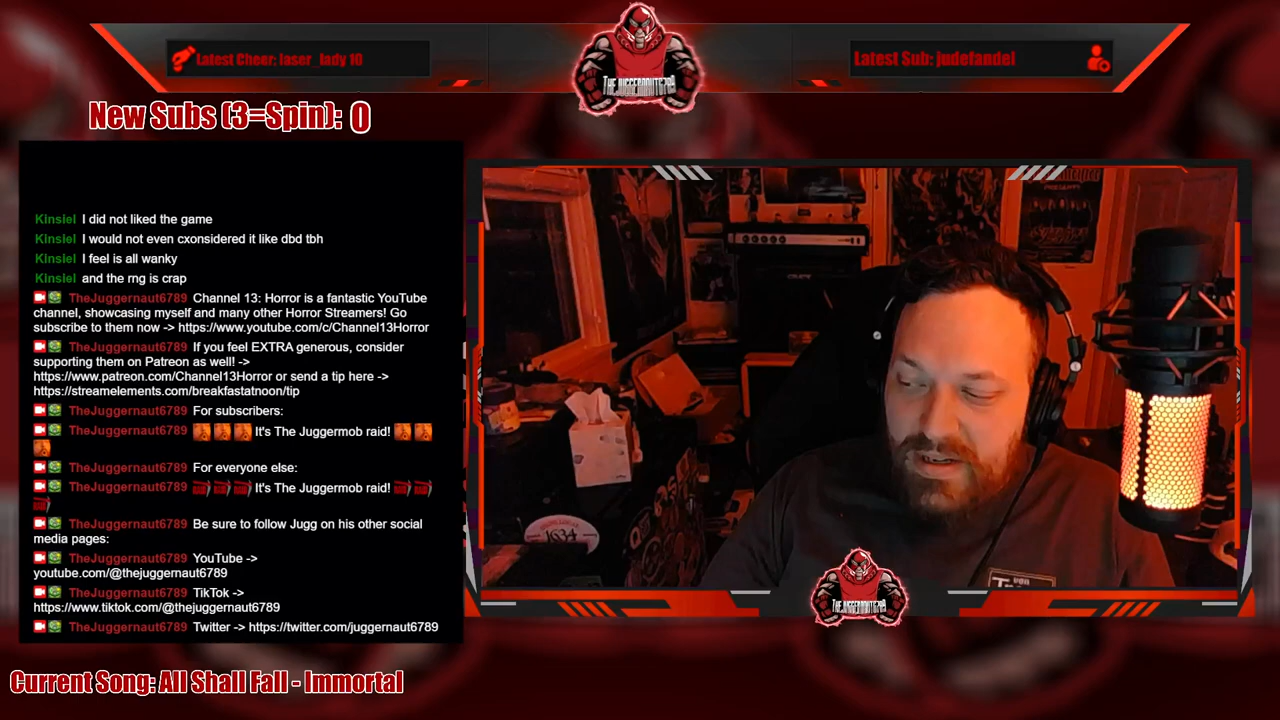 Latest Cheer: laser_lady 10
THEJUGGERNAUT6789
Latest Sub: judefandel
New Subs (3=Spin): 0
Kinsiel I did not liked the game
Kinsiel I would not even cxonsidered it like dbd tbh
Kinsiel I feel is all wanky
Kinsiel and the rng is crap
TheJuggernaut6789 Channel 13: Horror is a fantastic YouTube
channel, showcasing myself and many other Horror Streamers! Go
subscribe to them now -> https://www.youtube.com/c/Channel13Horror
TheJuggernaut6789 If you feel EXTRA generous, consider
supporting them on Patreon as well! ->
https://www.patreon.com/Channel13Horror or send a tip here ->
https://streamelements.com/breakfastatnoon/tip
TheJuggernaut6789 For subscribers:
TheJuggernaut6789 It's The Juggermob raid!
TheJuggernaut6789 For everyone else:
TheJuggernaut6789 It's The Juggermob raid!
TheJuggernaut6789 Be sure to follow Jugg on his other social
media pages:
TheJuggernaut6789 YouTube ->
youtube.com/@thejuggernaut6789
TheJuggernaut6789 TikTok ->
https://www.tiktok.com/@thejuggernaut6789
TheJuggernaut6789 Twitter -> https://twitter.com/juggernaut6789
1634
THEJUGGERNAUT6789
Current Song: All Shall Fall - Immortal